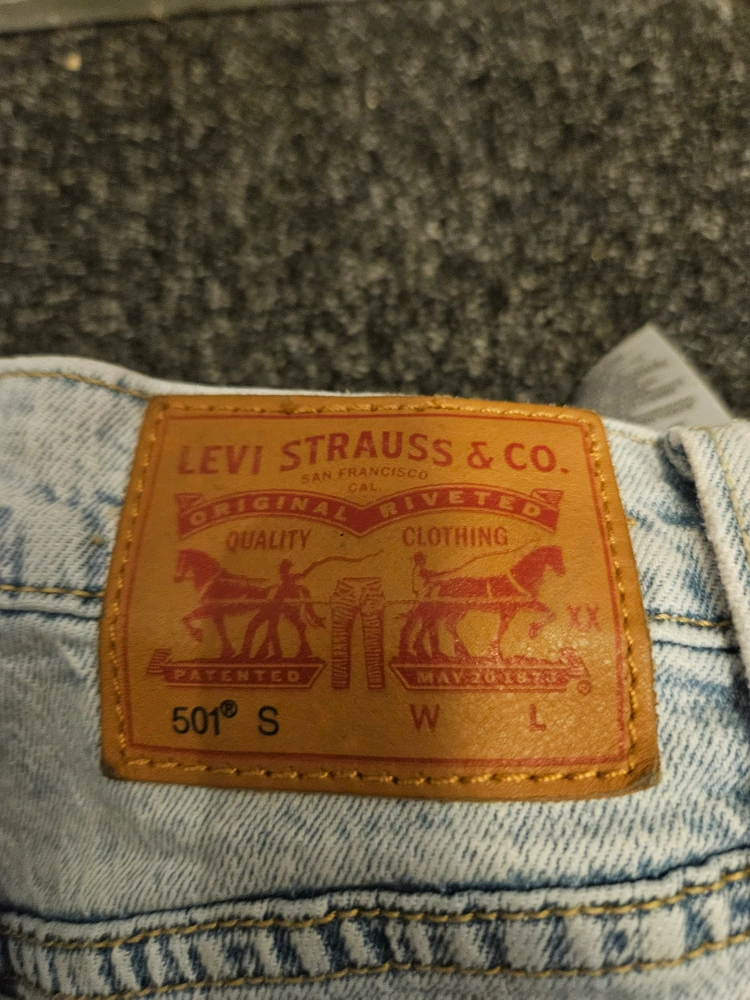 LEVI STRAUSS & CO.
SAN FRANCISCO
CAL.
ORIGINAL RIVETED
QUALITY CLOTHING
XX
PATENTED MAY 20 1873
®
501® S W L